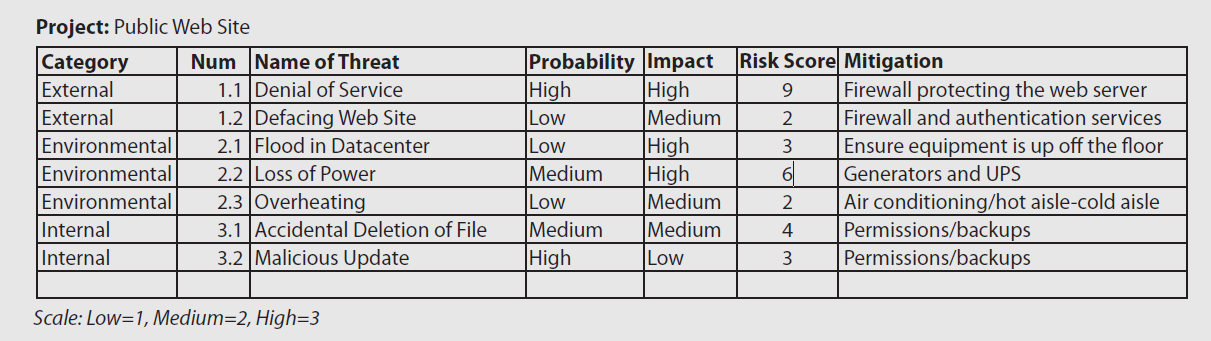 Project: Public Web Site
Category Num Name of Threat Probability Impact Risk Score Mitigation
External 1.1 Denial of Service High High 9 Firewall protecting the web server
External 1.2 Defacing Web Site Low Medium 2 Firewall and authentication services
Environmental 2.1 Flood in Datacenter Low High 3 Ensure equipment is up off the floor
Environmental 2.2 Loss of Power Medium High 6 Generators and UPS
Environmental 2.3 Overheating Low Medium 2 Air conditioning/hot aisle-cold aisle
Internal 3.1 Accidental Deletion of File Medium Medium 4 Permissions/backups
Internal 3.2 Malicious Update High Low 3 Permissions/backups
Scale: Low=1, Medium=2, High=3